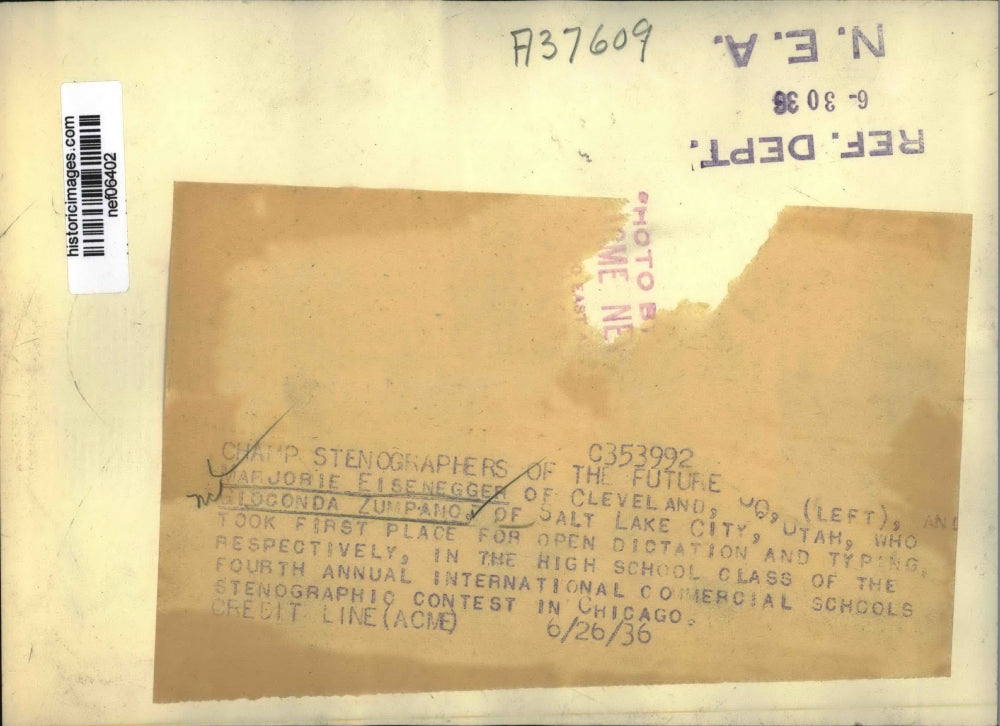 A37609
N. E. A.
6-30 36
REF. DEPT.
historicimages.com
nef06402
PHOTO B
ME NE
EAST
CHAMP STENOGRAPHERS OF THE FUTURE C353992
MARJORIE EISENEGGER OF CLEVELAND, OO, (LEFT), AND
GIOCONDA ZUMPANO, OF SALT LAKE CITY, UTAH, WHO
TOOK FIRST PLACE FOR OPEN DICTATION AND TYPING,
RESPECTIVELY, IN THE HIGH SCHOOL CLASS OF THE
FOURTH ANNUAL INTERNATIONAL COMMERCIAL SCHOOLS
STENOGRAPHIC CONTEST IN CHICAGO.
CREDIT LINE (ACME) 6/26/36